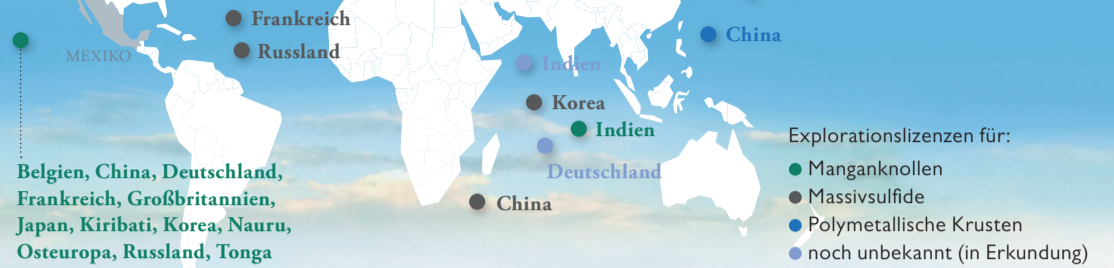 Frankreich
Russland
MEXIKO
China
Indien
Korea
Indien
Deutschland
China
Belgien, China, Deutschland,
Frankreich, Großbritannien,
Japan, Kiribati, Korea, Nauru,
Osteuropa, Russland, Tonga
Explorationslizenzen für:
Manganknollen
Massivsulfide
Polymetallische Krusten
noch unbekannt (in Erkundung)